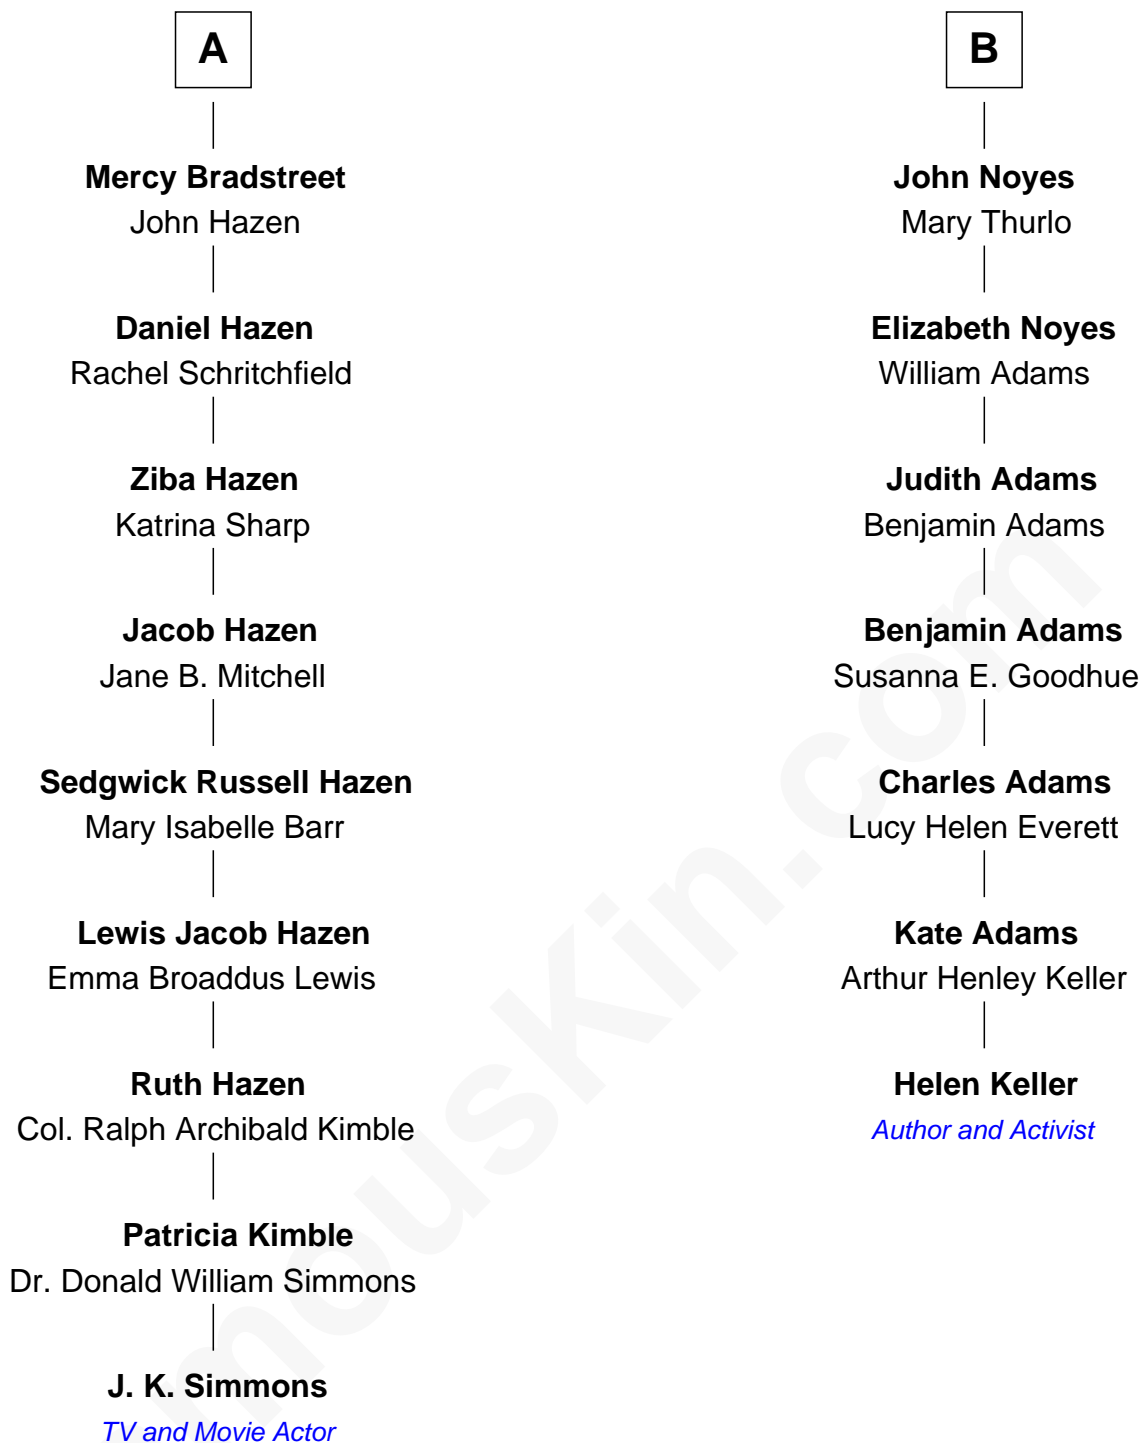 A
Mercy Bradstreet
John Hazen
Daniel Hazen
Rachel Schritchfield
Ziba Hazen
Katrina Sharp
Jacob Hazen
Jane B. Mitchell
Sedgwick Russell Hazen
Mary Isabelle Barr
Lewis Jacob Hazen
Emma Broaddus Lewis
Ruth Hazen
Col. Ralph Archibald Kimble
Patricia Kimble
Dr. Donald William Simmons
J. K. Simmons
TV and Movie Actor
B
John Noyes
Mary Thurlo
Elizabeth Noyes
William Adams
Judith Adams
Benjamin Adams
Benjamin Adams
Susanna E. Goodhue
Charles Adams
Lucy Helen Everett
Kate Adams
Arthur Henley Keller
Helen Keller
Author and Activist
mousKin.com